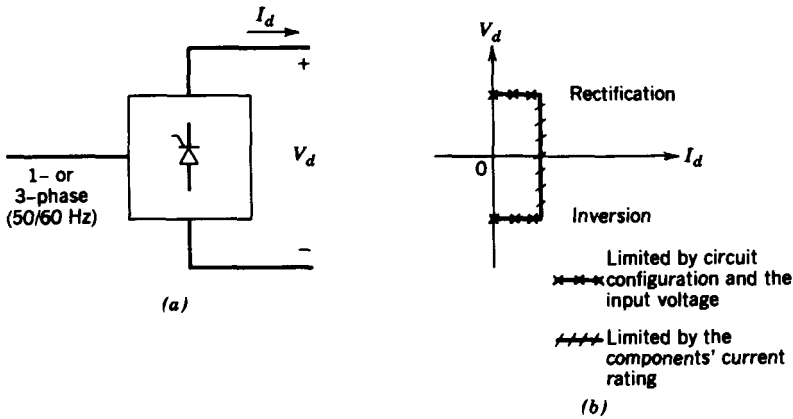 I_d
+
V_d
1- or
3-phase
(50/60 Hz)
−
(a)
V_d
Rectification
0
I_d
Inversion
Limited by circuit
configuration and the
input voltage
Limited by the
components' current
rating
(b)